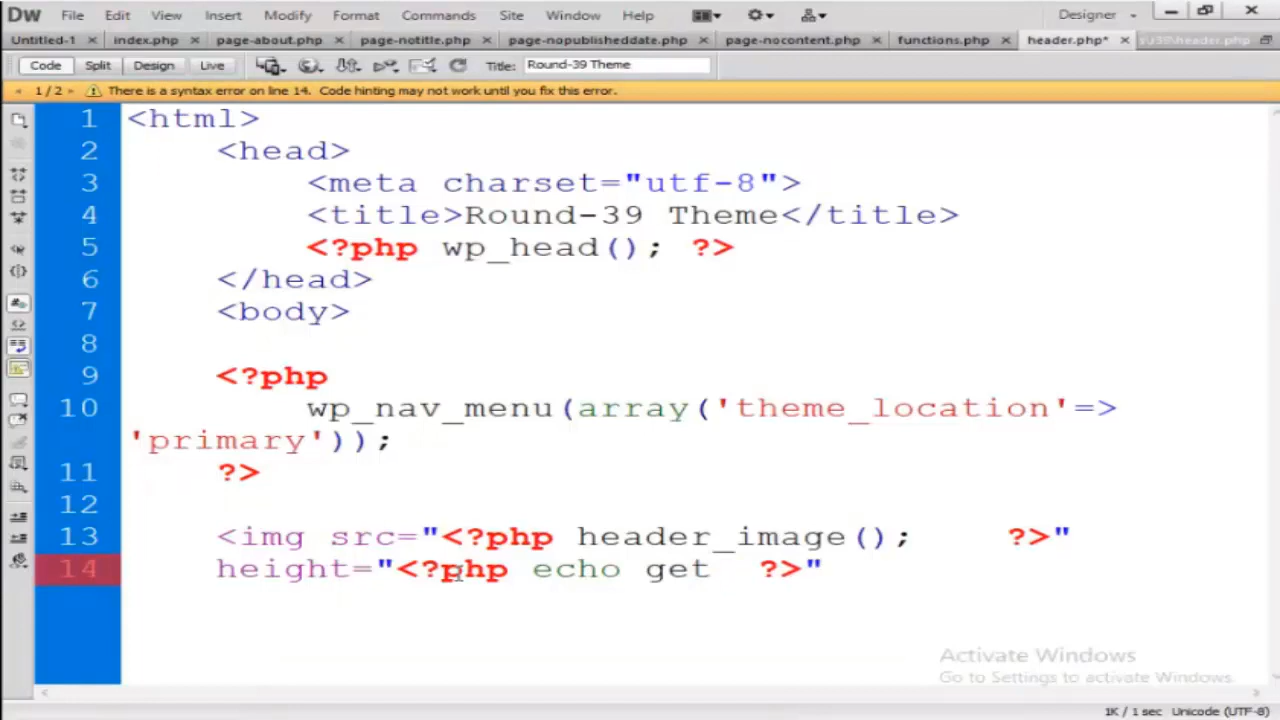 DW File Edit View Insert Modify Format Commands Site Window Help Designer
Untitled-1 index.php page-about.php page-notitle.php page-nopublisheddate.php page-nocontent.php functions.php header.php*
Code Split Design Live Title: Round-39 Theme
1/2 There is a syntax error on line 14. Code hinting may not work until you fix this error.
1 <html>
2 <head>
3 <meta charset="utf-8">
4 <title>Round-39 Theme</title>
5 <?php wp_head(); ?>
6 </head>
7 <body>
8
9 <?php
10 wp_nav_menu(array('theme_location'=>
'primary'));
11 ?>
12
13 <img src="<?php header_image(); ?>"
14 height="<?php echo get ?>"
Activate Windows
Go to Settings to activate Windows.
1K / 1 sec Unicode (UTF-8)